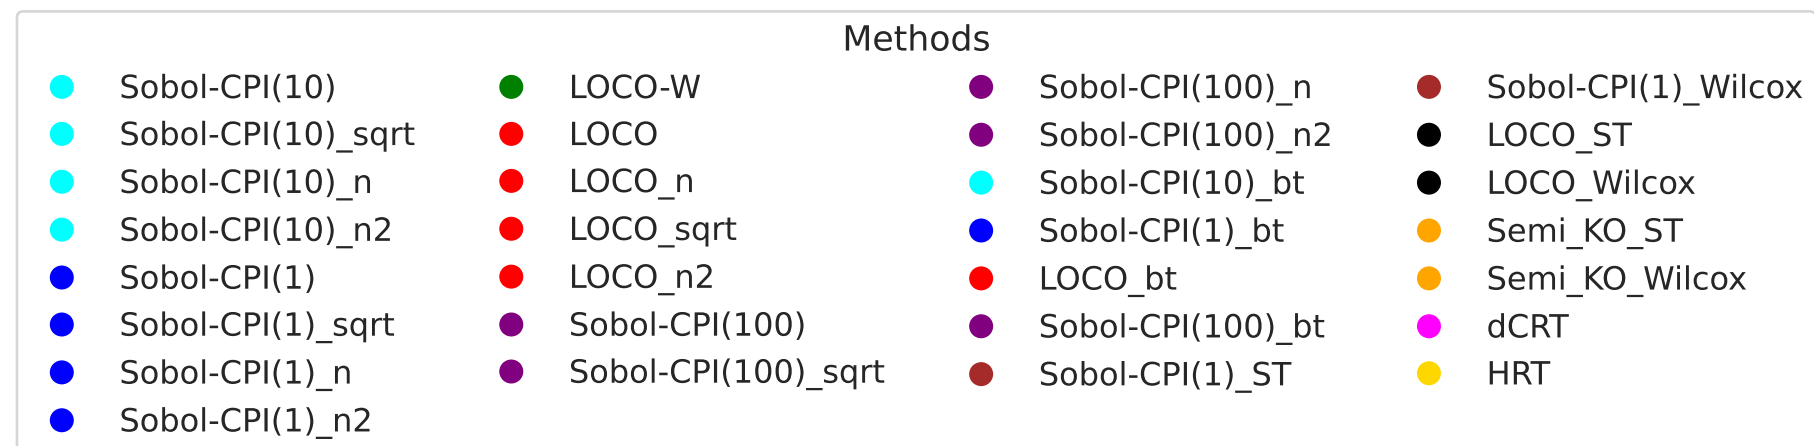 Methods
Sobol-CPI(10)
Sobol-CPI(10)_sqrt
Sobol-CPI(10)_n
Sobol-CPI(10)_n2
Sobol-CPI(1)
Sobol-CPI(1)_sqrt
Sobol-CPI(1)_n
Sobol-CPI(1)_n2
LOCO-W
LOCO
LOCO_n
LOCO_sqrt
LOCO_n2
Sobol-CPI(100)
Sobol-CPI(100)_sqrt
Sobol-CPI(100)_n
Sobol-CPI(100)_n2
Sobol-CPI(10)_bt
Sobol-CPI(1)_bt
LOCO_bt
Sobol-CPI(100)_bt
Sobol-CPI(1)_ST
Sobol-CPI(1)_Wilcox
LOCO_ST
LOCO_Wilcox
Semi_KO_ST
Semi_KO_Wilcox
dCRT
HRT